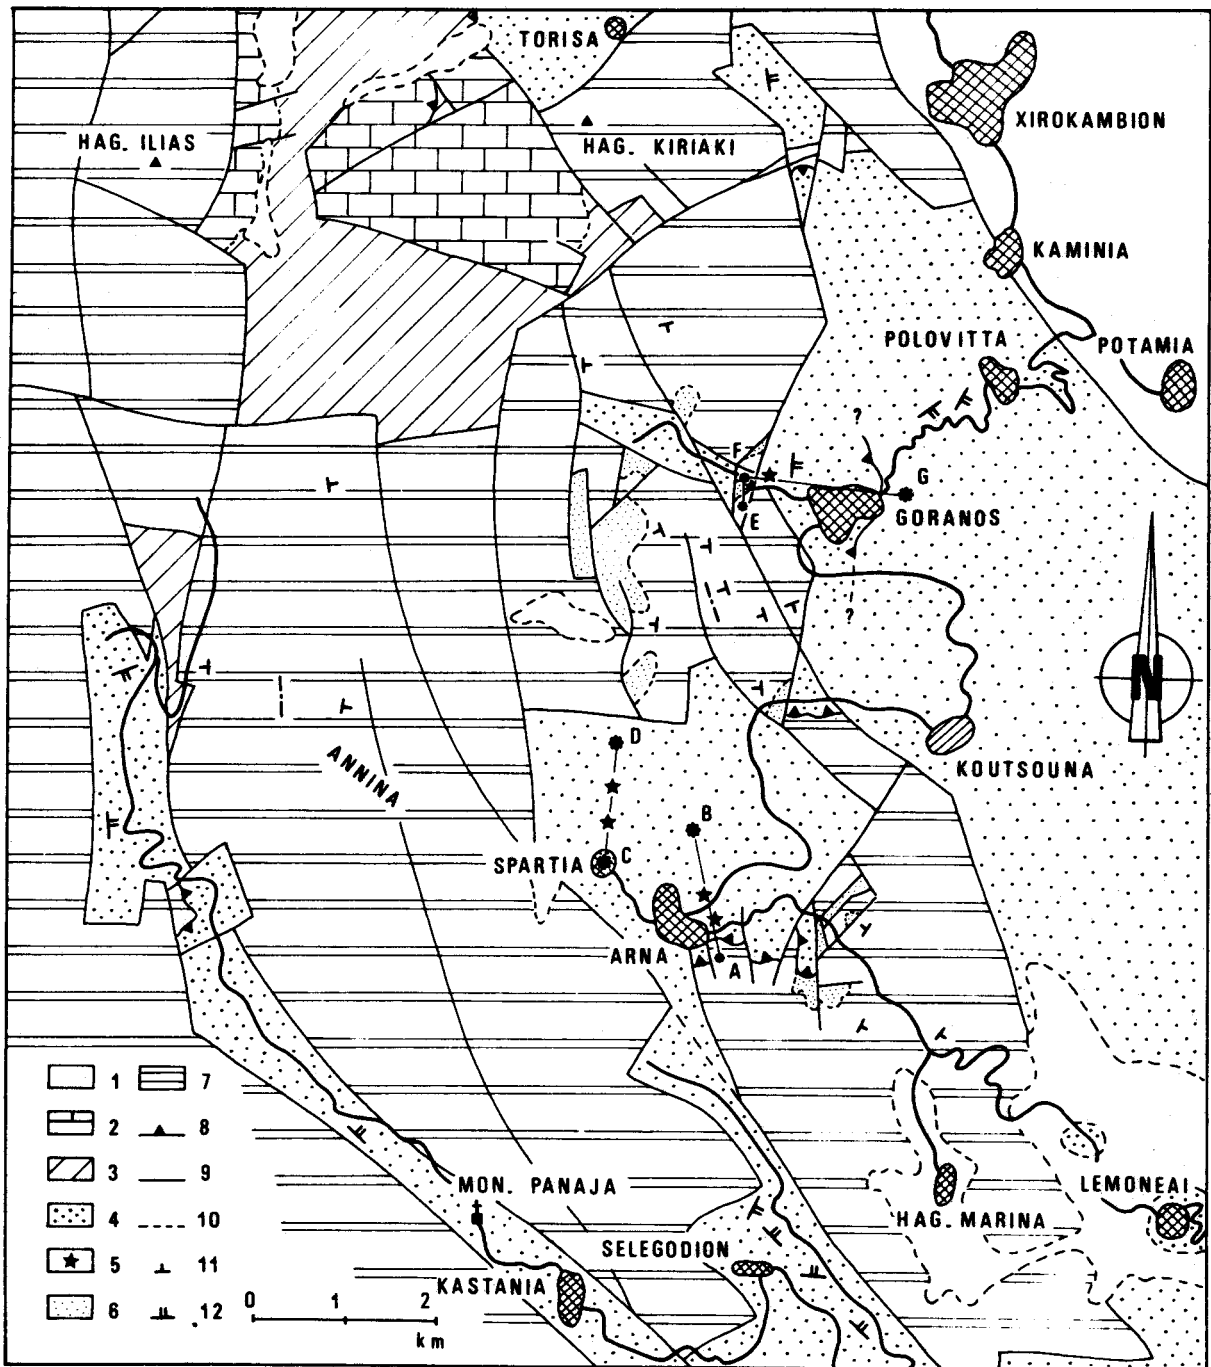 TORISA
XIROKAMBION
HAG. ILIAS
HAG. KIRIAKI
KAMINIA
POLOVITTA
POTAMIA
?
F
G
E
GORANOS
?
N
D
KOUTSOUNA
ANNINA
B
SPARTIA
C
ARNA
A
1 7
2 8
3 9
4 10
5 11
6 12
0 1 2
km
MON. PANAJA
LEMONEAI
HAG. MARINA
SELEGODION
KASTANIA